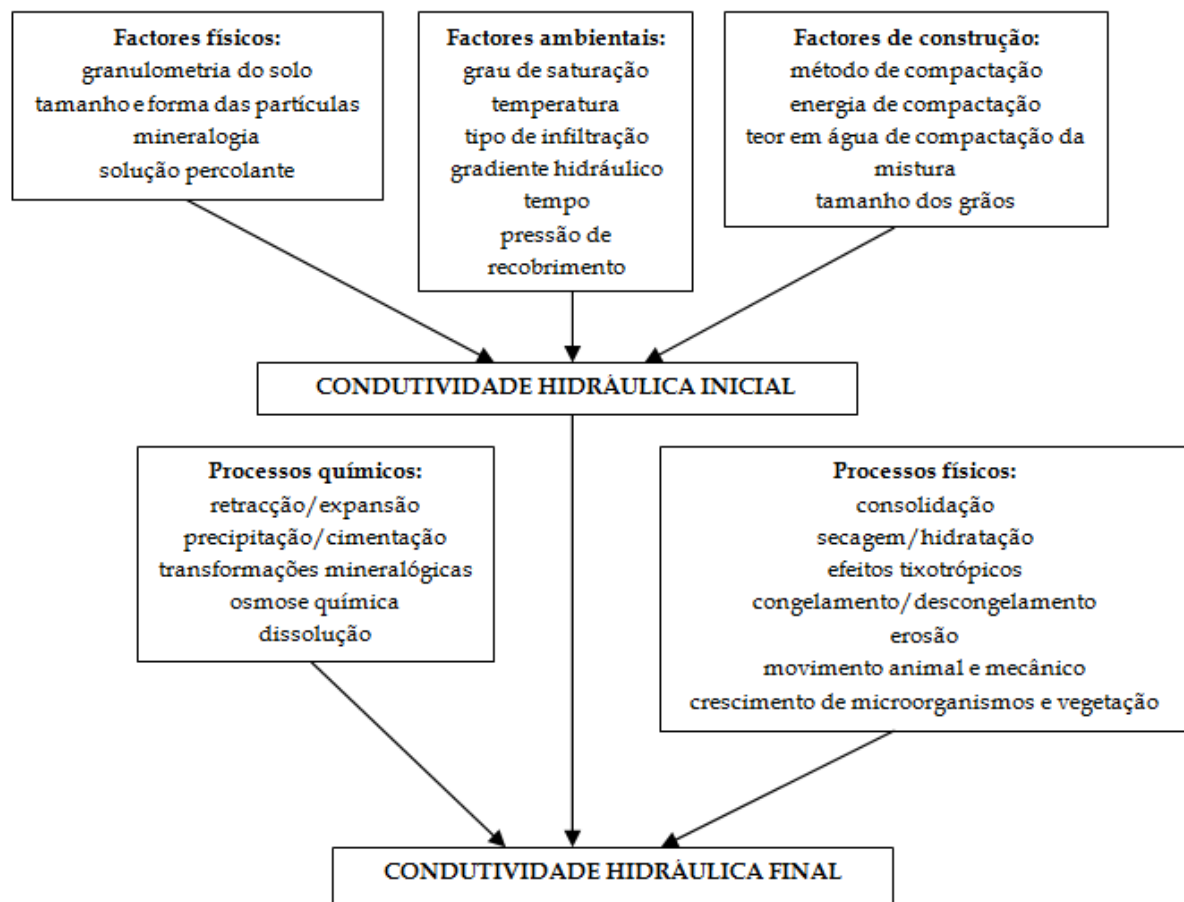 Factores físicos:
granulometria do solo
tamanho e forma das partículas
mineralogia
solução percolante
Factores ambientais:
grau de saturação
temperatura
tipo de infiltração
gradiente hidráulico
tempo
pressão de
recobrimento
Factores de construção:
método de compactação
energia de compactação
teor em água de compactação da
mistura
tamanho dos grãos
CONDUTIVIDADE HIDRÁULICA INICIAL
Processos químicos:
retracção/expansão
precipitação/cimentação
transformações mineralógicas
osmose química
dissolução
Processos físicos:
consolidação
secagem/hidratação
efeitos tixotrópicos
congelamento/descongelamento
erosão
movimento animal e mecânico
crescimento de microorganismos e vegetação
CONDUTIVIDADE HIDRÁULICA FINAL